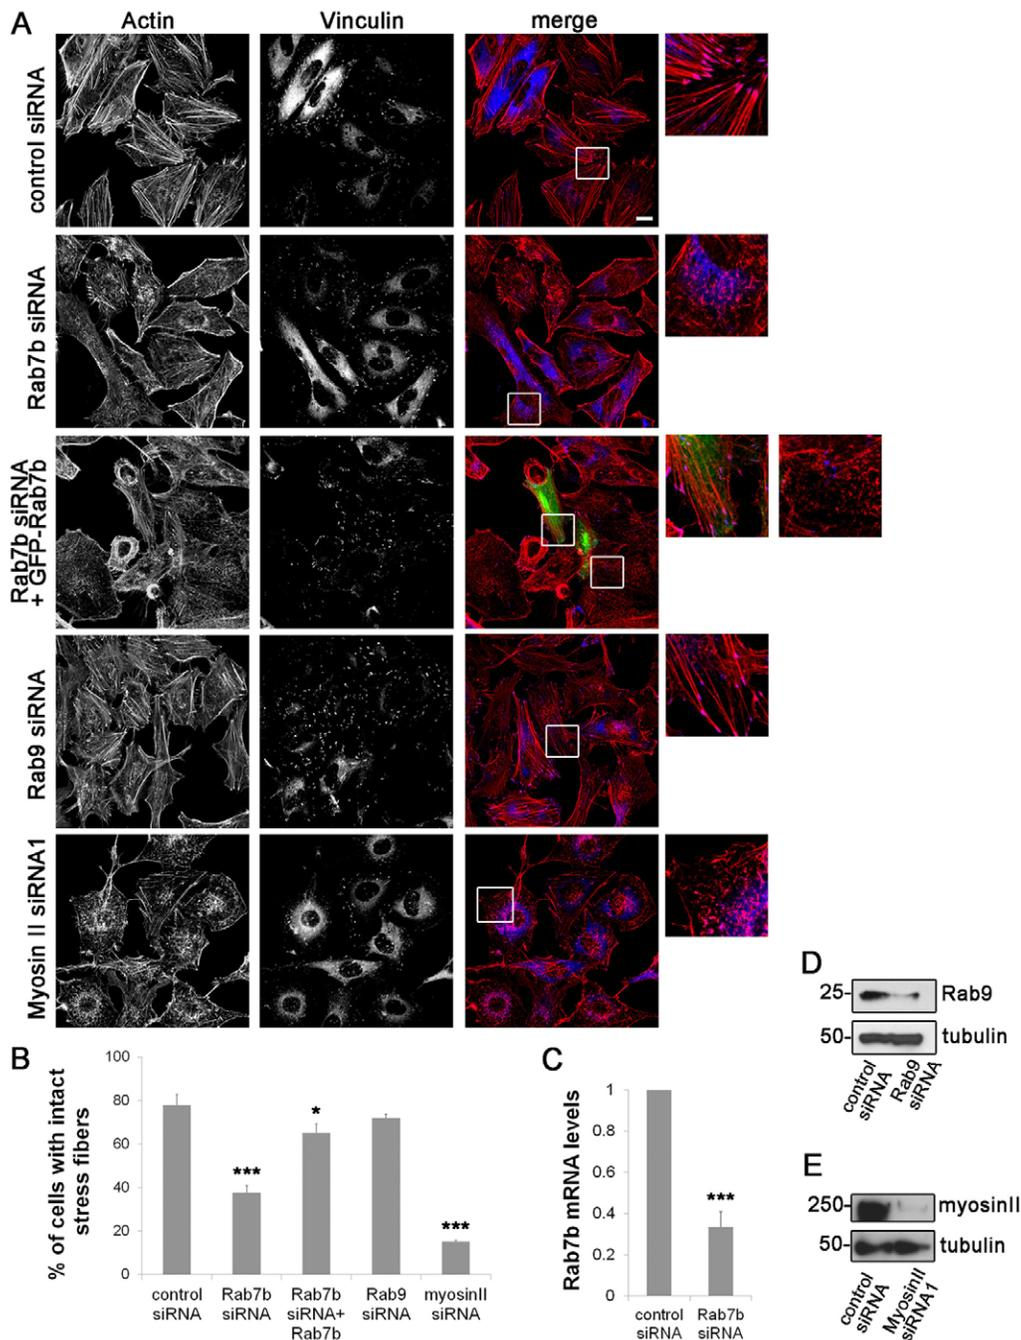 A
Actin
Vinculin
merge
control siRNA
Rab7b siRNA
Rab7b siRNA
+ GFP-Rab7b
Rab9 siRNA
Myosin II siRNA1
B
% of cells with intact
stress fibers
100
80
60
40
20
0
***
*
***
control
siRNA
Rab7b
siRNA
Rab7b
siRNA+
Rab7b
Rab9
siRNA
myosinII
siRNA
C
Rab7b mRNA levels
1
0.8
0.6
0.4
0.2
0
***
control
siRNA
Rab7b
siRNA
D
25-
Rab9
50-
tubulin
control
siRNA
Rab9
siRNA
E
250-
myosinII
50-
tubulin
control
siRNA
MyosinII
siRNA1